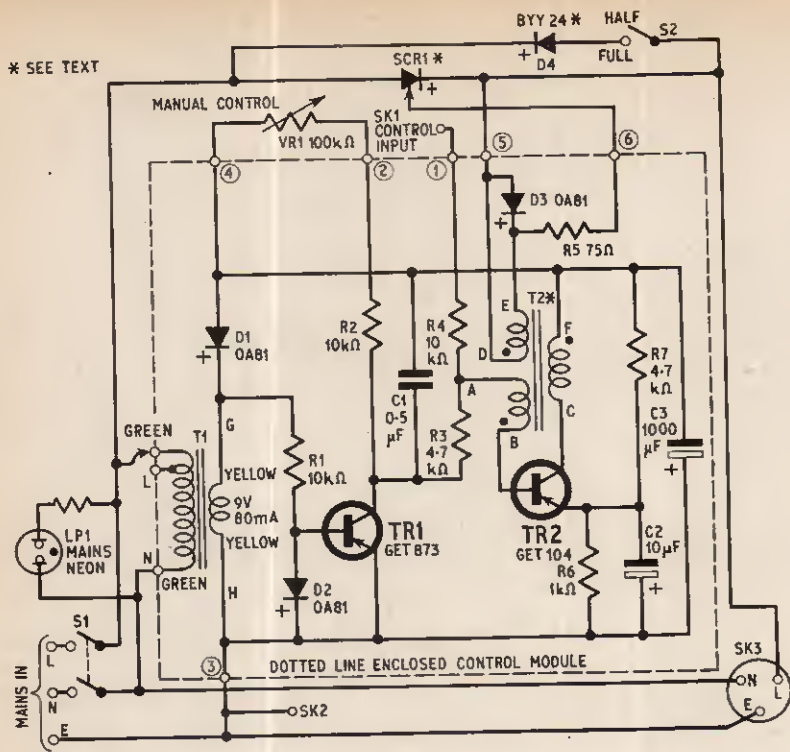 * SEE TEXT
BYY 24 *
HALF
S2
FULL
+
D4
SCR1 *
+
MANUAL CONTROL
VR1 100kΩ
SK1
CONTROL
INPUT
④
②
①
⑤
⑥
D3 OA81
+
R5 75Ω
T2*
E
F
D
A
B
C
D1
+
OA81
R2
10kΩ
R4
10
kΩ
R7
4·7
kΩ
C1
0·5
μF
R3
4·7
kΩ
C3
1000
μF
+
G
GREEN
T1
L
YELLOW
R1
10kΩ
9V
80mA
YELLOW
TR1
GET 873
TR2
GET 104
R6
1kΩ
C2
10μF
+
LP1
MAINS
NEON
N
GREEN
H
D2
+
OA81
S1
MAINS IN
L
N
E
③
DOTTED LINE ENCLOSED CONTROL MODULE
SK2
SK3
N
L
E